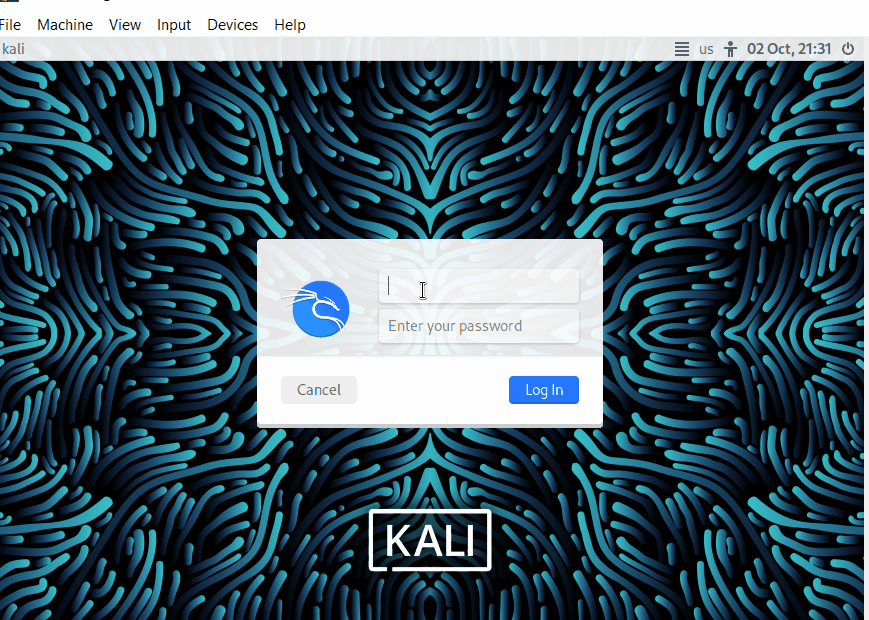 File Machine View Input Devices Help
kali us 02 Oct, 21:31
Enter your password
Cancel Log In
KALI